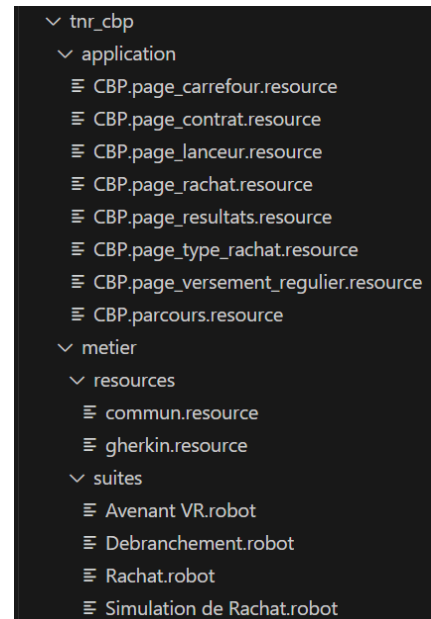 tnr_cbp
application
CBP.page_carrefour.resource
CBP.page_contrat.resource
CBP.page_lanceur.resource
CBP.page_rachat.resource
CBP.page_resultats.resource
CBP.page_type_rachat.resource
CBP.page_versement_regulier.resource
CBP.parcours.resource
metier
resources
commun.resource
gherkin.resource
suites
Avenant VR.robot
Debranchement.robot
Rachat.robot
Simulation de Rachat.robot